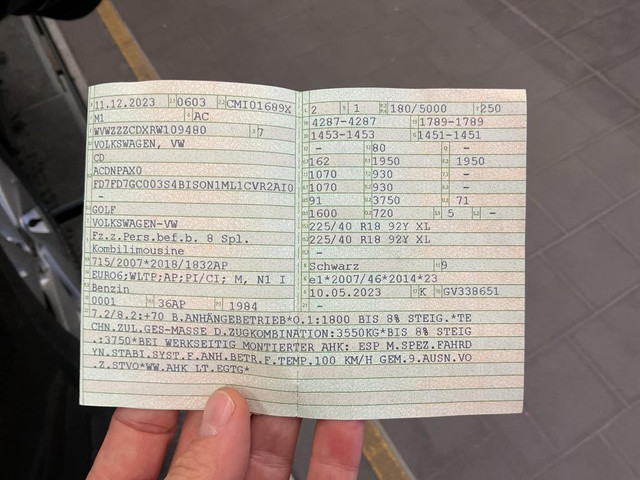 11.12.2023 0603 CMI01689X
M1 AC
WVWZZZCDXRW109480 7
VOLKSWAGEN, VW
CD
ACDNPAX0
FD7FD7GC003S4BISON1ML1CVR2AI0
-
GOLF
VOLKSWAGEN-VW
Fz.z.Pers.bef.b. 8 Spl.
Kombilimousine
715/2007*2018/1832AP
EURO6;WLTP;AP;PI/CI; M, N1 I
Benzin
0001 36AP 1984
2 1 180/5000 250
4287-4287 1789-1789
1453-1453 1451-1451
- 80 -
162 1950 1950
1070 930 -
1070 930 -
91 3750 71
1600 720 5 -
225/40 R18 92Y XL
225/40 R18 92Y XL
-
Schwarz 9
e1*2007/46*2014*23
10.05.2023 K GV338651
-
7.2/8.2:+70 B.ANHÄNGEBETRIEB*O.1:1800 BIS 8% STEIG.*TE
CHN.ZUL.GES-MASSE D.ZUGKOMBINATION:3550KG*BIS 8% STEIG
.:3750*BEI WERKSEITIG MONTIERTER AHK: ESP M.SPEZ.FAHRD
YN.STABI.SYST.F.ANH.BETR.F.TEMP.100 KM/H GEM.9.AUSN.VO
.Z.STVO*WW.AHK LT.EGTG*